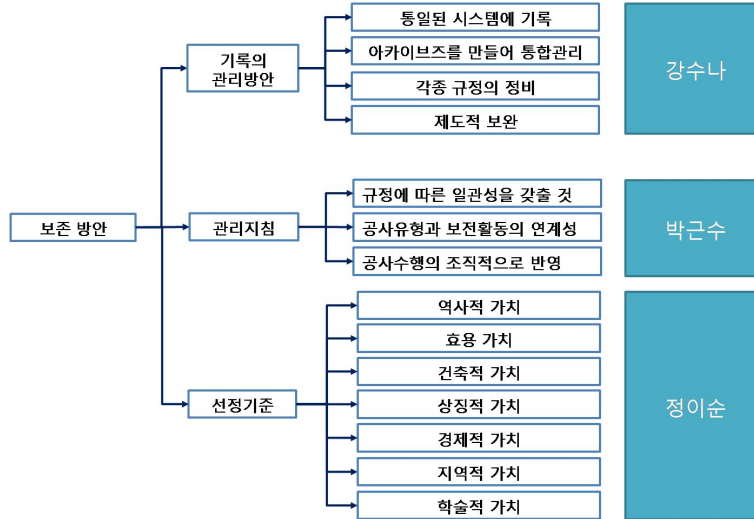 보존 방안
기록의
관리방안
통일된 시스템에 기록
아카이브즈를 만들어 통합관리
각종 규정의 정비
제도적 보완
강수나
관리지침
규정에 따른 일관성을 갖출 것
공사유형과 보전활동의 연계성
공사수행의 조직적으로 반영
박근수
선정기준
역사적 가치
효용 가치
건축적 가치
상징적 가치
경제적 가치
지역적 가치
학술적 가치
정이순